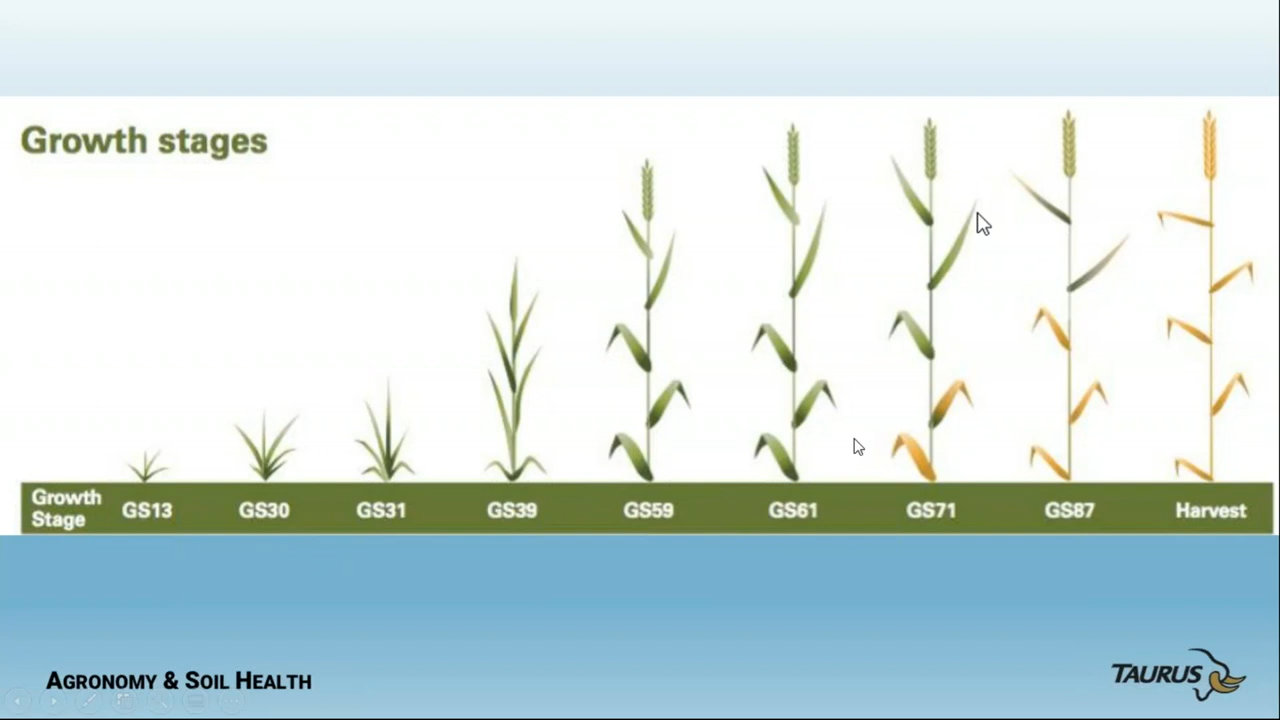 Growth stages
Growth
Stage
GS13 GS30 GS31 GS39 GS59 GS61 GS71 GS87 Harvest
AGRONOMY & SOIL HEALTH
TAURUS